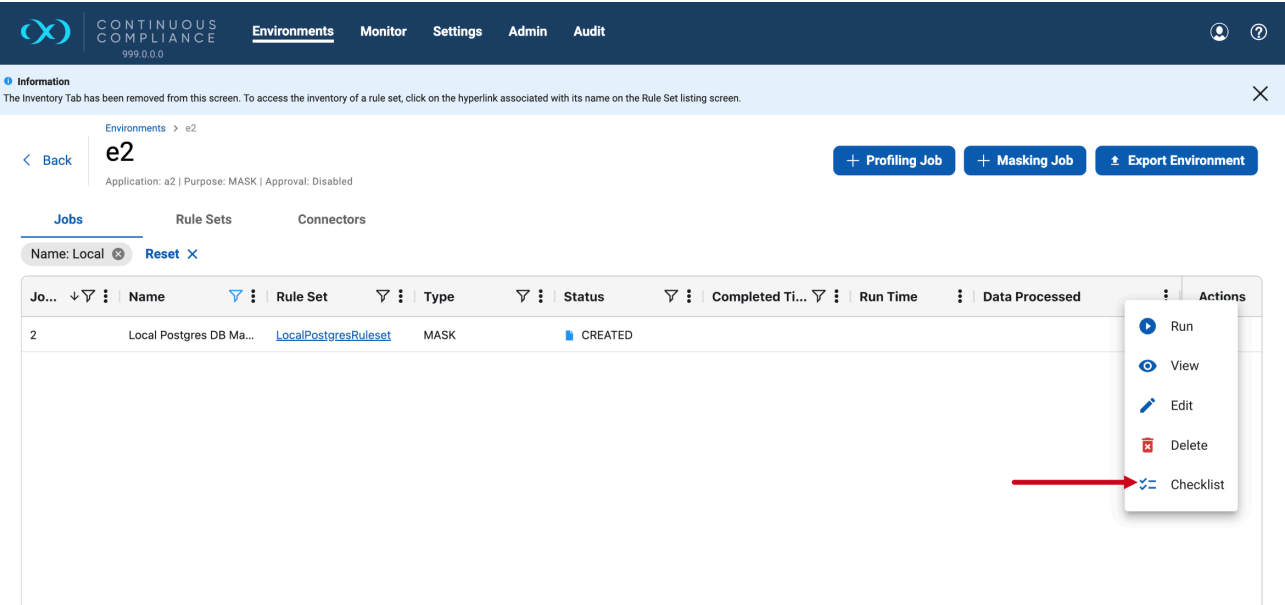 CONTINUOUS
COMPLIANCE
999.0.0.0
Environments Monitor Settings Admin Audit
Information
The Inventory Tab has been removed from this screen. To access the inventory of a rule set, click on the hyperlink associated with its name on the Rule Set listing screen.
Environments > e2
Back
e2
+ Profiling Job
+ Masking Job
Export Environment
Application: a2 | Purpose: MASK | Approval: Disabled
Jobs Rule Sets Connectors
Name: Local Reset
Jo... Name Rule Set Type Status Completed Ti... Run Time Data Processed Actions
2 Local Postgres DB Ma... LocalPostgresRuleset MASK CREATED
Run
View
Edit
Delete
Checklist